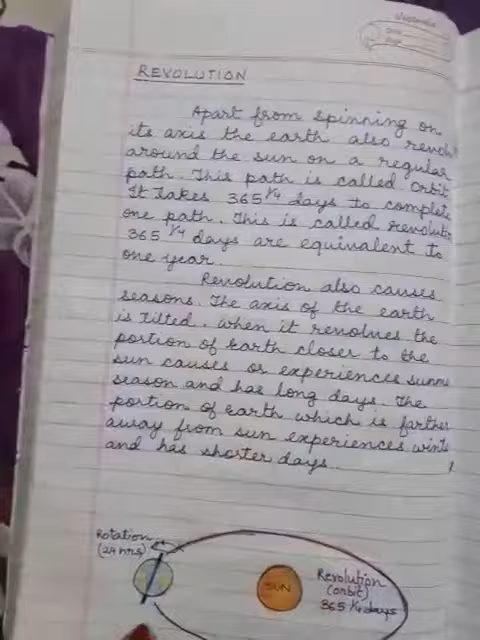 REVOLUTION
Apart from spinning on
its axis the earth also revol
around the sun on a regular
path. This path is called Orbit
It takes 365 1/4 days to complete
one path. This is called revoluti
365 1/4 days are equivalent to
one year.
Revolution also causes
seasons. The axis of the earth
is tilted. when it revolves the
portion of Earth closer to the
sun causes or experiences summ
season and has long days. The
portion of earth which is farther
away from sun experiences winte
and has shorter days.
Rotation
(24 hrs)
SUN
Revolution
(orbit)
365 1/4 days